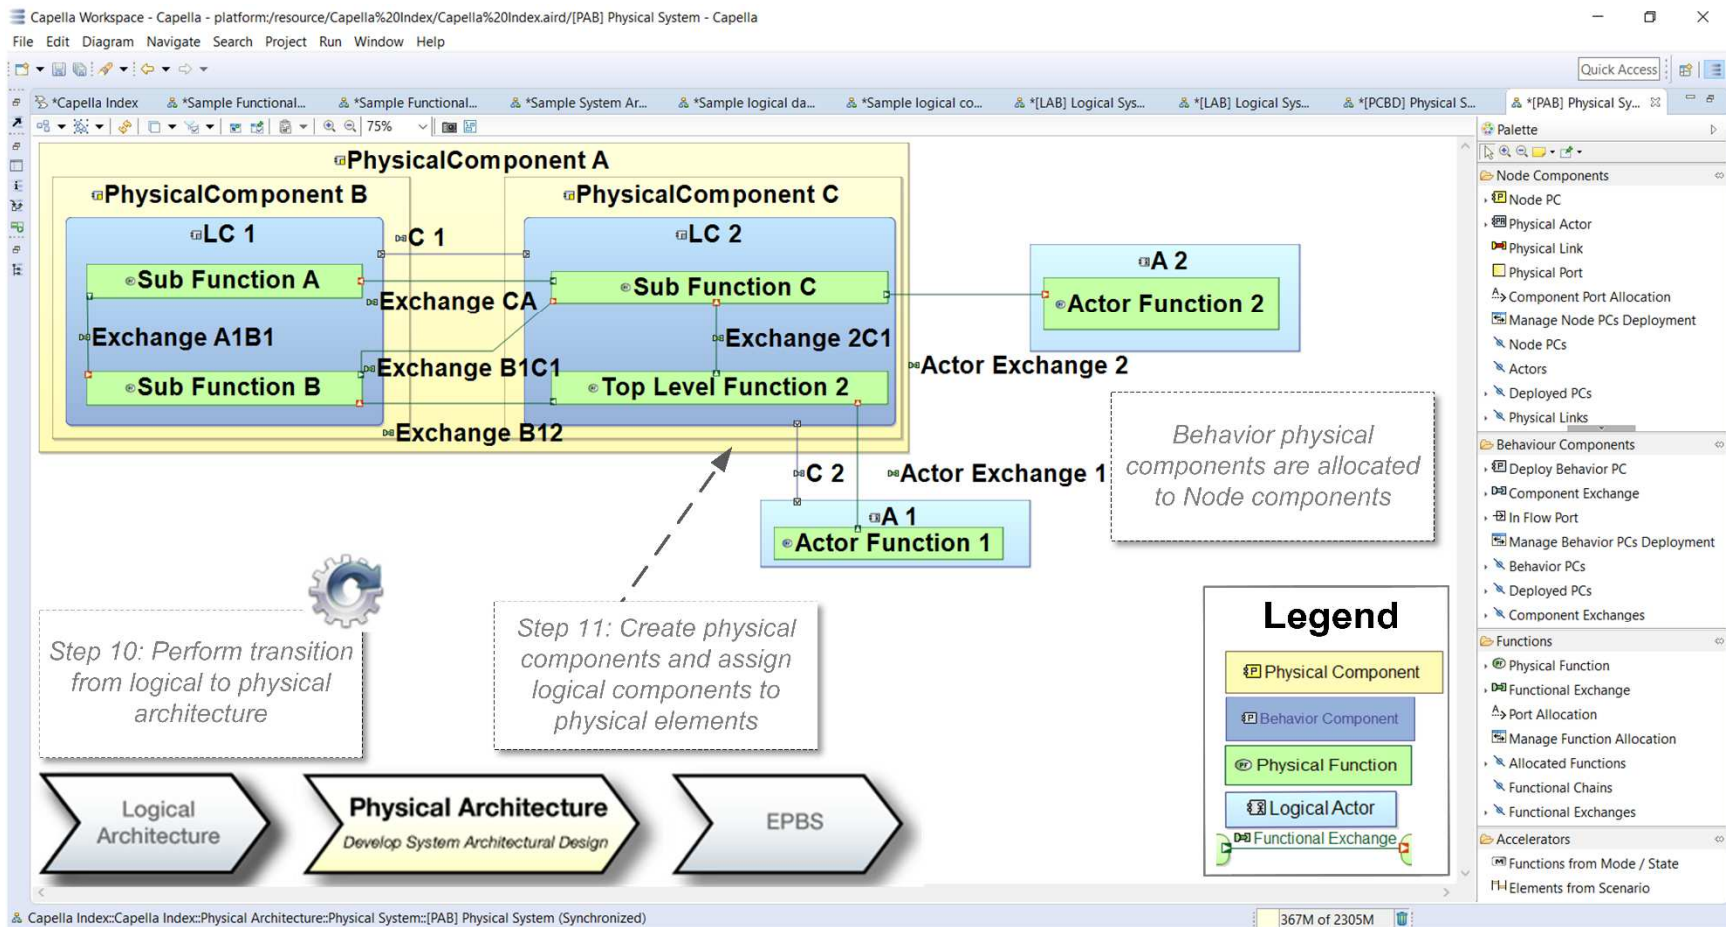 Capella Workspace - Capella - platform:/resource/Capella%20Index/Capella%20Index.aird/[PAB] Physical System - Capella
File Edit Diagram Navigate Search Project Run Window Help
Quick Access
*Capella Index *Sample Functional... *Sample Functional... *Sample System Ar... *Sample logical da... *Sample logical co... *[LAB] Logical Sys... *[LAB] Logical Sys... *[PCBD] Physical S... *[PAB] Physical Sy...
75%
PhysicalComponent A
PhysicalComponent B
PhysicalComponent C
LC 1
C 1
LC 2
Sub Function A
Sub Function C
Exchange CA
A 2
Actor Function 2
Exchange A1B1
Exchange 2C1
Exchange B1C1
Actor Exchange 2
Sub Function B
Top Level Function 2
Exchange B12
C 2
Actor Exchange 1
A 1
Actor Function 1
Behavior physical
components are allocated
to Node components
Step 10: Perform transition
from logical to physical
architecture
Step 11: Create physical
components and assign
logical components to
physical elements
Legend
Physical Component
Behavior Component
Physical Function
Logical Actor
Functional Exchange
Logical
Architecture
Physical Architecture
Develop System Architectural Design
EPBS
Palette
Node Components
Node PC
Physical Actor
Physical Link
Physical Port
Component Port Allocation
Manage Node PCs Deployment
Node PCs
Actors
Deployed PCs
Physical Links
Behaviour Components
Deploy Behavior PC
Component Exchange
In Flow Port
Manage Behavior PCs Deployment
Behavior PCs
Deployed PCs
Component Exchanges
Functions
Physical Function
Functional Exchange
Port Allocation
Manage Function Allocation
Allocated Functions
Functional Chains
Functional Exchanges
Accelerators
Functions from Mode / State
Elements from Scenario
Capella Index::Capella Index::Physical Architecture::Physical System::[PAB] Physical System (Synchronized)
367M of 2305M